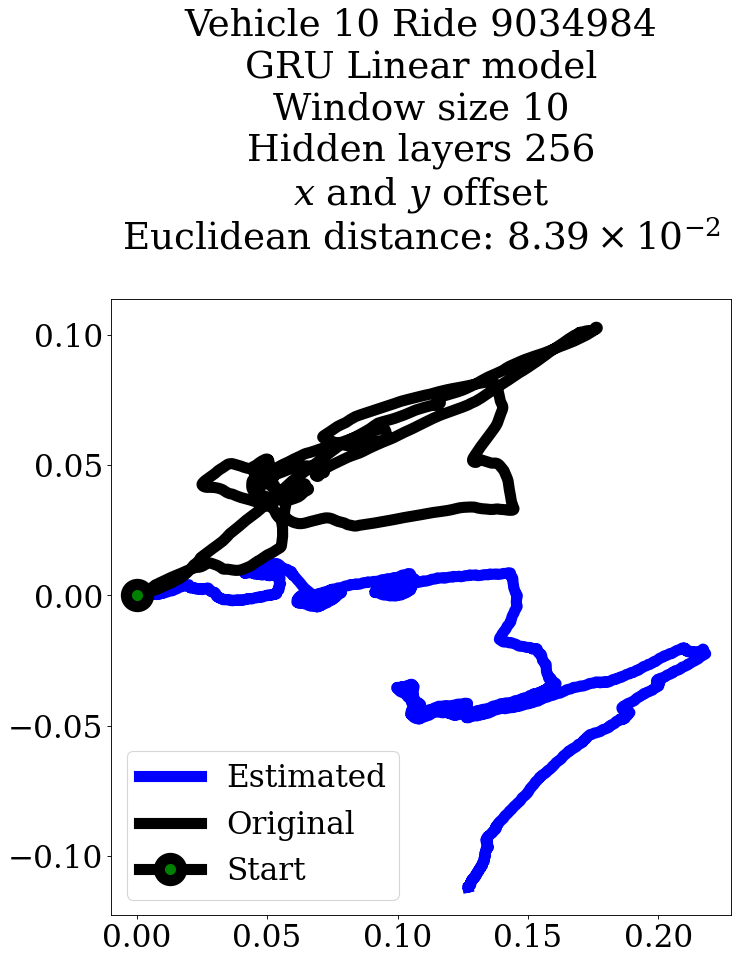 Vehicle 10 Ride 9034984
GRU Linear model
Window size 10
Hidden layers 256
x and y offset
Euclidean distance: 8.39 × 10⁻²
0.10
0.05
0.00
−0.05
−0.10
Estimated
Original
Start
0.00 0.05 0.10 0.15 0.20